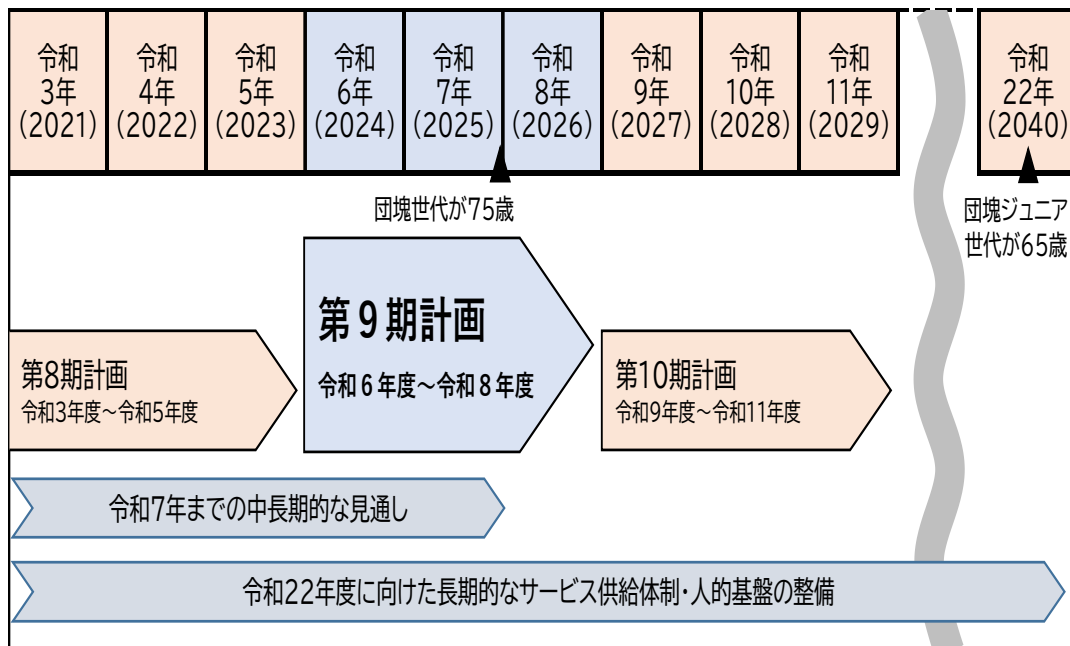 令和
3年
(2021)
令和
4年
(2022)
令和
5年
(2023)
令和
6年
(2024)
令和
7年
(2025)
令和
8年
(2026)
令和
9年
(2027)
令和
10年
(2028)
令和
11年
(2029)
令和
22年
(2040)
団塊世代が75歳
団塊ジュニア
世代が65歳
第9期計画
令和6年度～令和8年度
第8期計画
令和3年度～令和5年度
第10期計画
令和9年度～令和11年度
令和7年までの中長期的な見通し
令和22年度に向けた長期的なサービス供給体制・人的基盤の整備